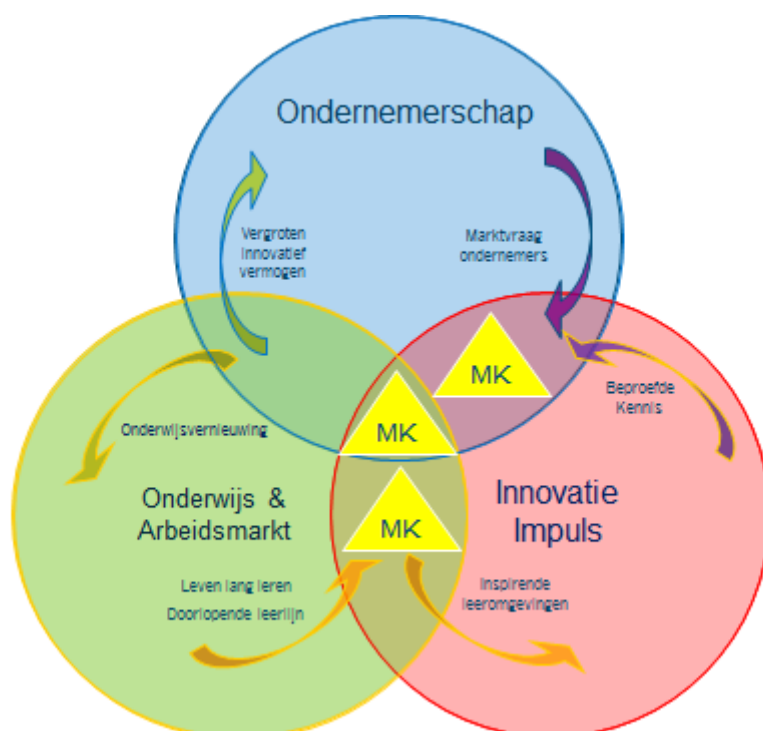 Ondernemerschap
Vergroten
innovatief
vermogen
Marktvraag
ondernemers
MK
Beproefde
Kennis
MK
Onderwijsvernieuwing
Onderwijs &
Arbeidsmarkt
Innovatie
Impuls
MK
Leven lang leren
Doorlopende leerlijn
Inspirende
leeromgevingen